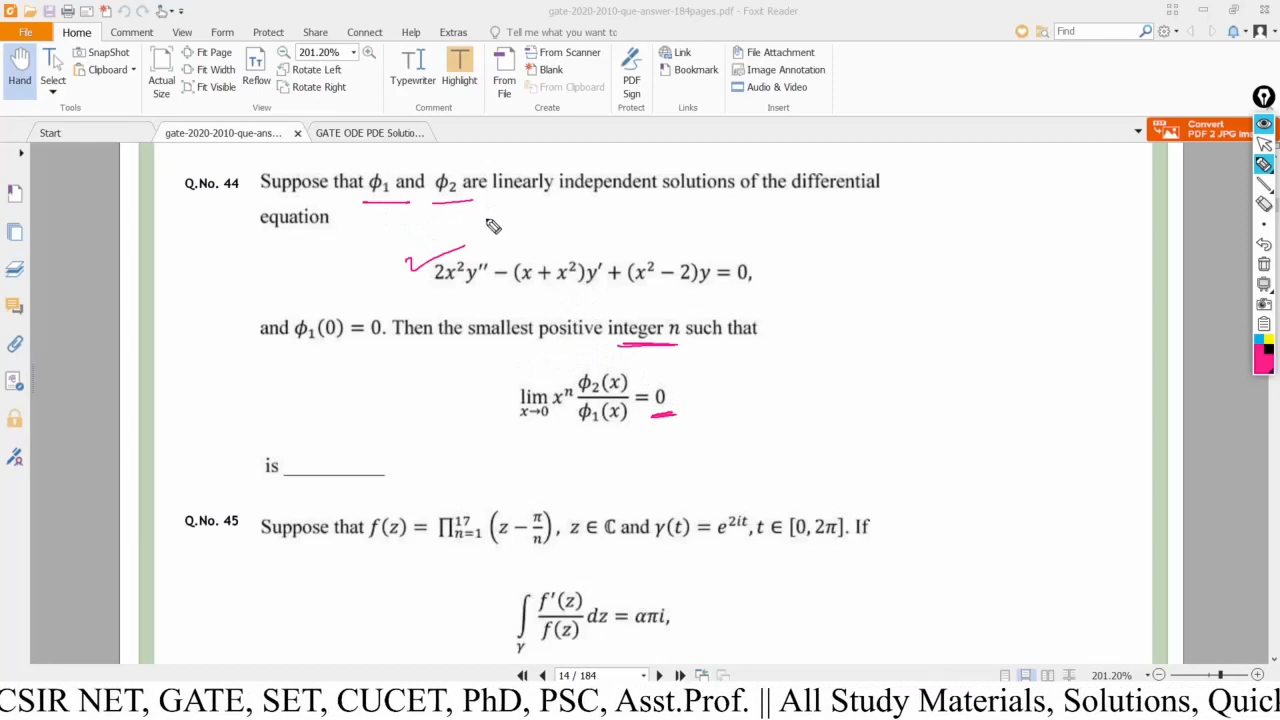 gate-2020-2010-que-answer-184pages.pdf - Foxit Reader
File Home Comment View Form Protect Share Connect Help Extras Tell me what you want to Find
Hand
Select
SnapShot
Clipboard
Actual Size
Fit Page
Fit Width
Fit Visible
Reflow
201.20%
Rotate Left
Rotate Right
Typewriter
Highlight
From File
From Scanner
Blank
From Clipboard
PDF Sign
Link
Bookmark
File Attachment
Image Annotation
Audio & Video
Tools View Comment Create Protect Links Insert
Start gate-2020-2010-que-ans... GATE ODE PDE Solutio...
Convert
PDF 2 JPG Im
Q.No. 44 Suppose that ϕ₁ and ϕ₂ are linearly independent solutions of the differential
equation
2x²y″ − (x + x²)y′ + (x² − 2)y = 0,
and ϕ₁(0) = 0. Then the smallest positive integer n such that
lim x→0 xⁿ ϕ₂(x)/ϕ₁(x) = 0
is __________
Q.No. 45 Suppose that f(z) = ∏ₙ₌₁¹⁷ (z − π/n), z ∈ ℂ and γ(t) = e²ⁱᵗ, t ∈ [0, 2π]. If
∫γ f′(z)/f(z) dz = απi,
14 / 184
201.20%
CSIR NET, GATE, SET, CUCET, PhD, PSC, Asst.Prof. || All Study Materials, Solutions, Quic